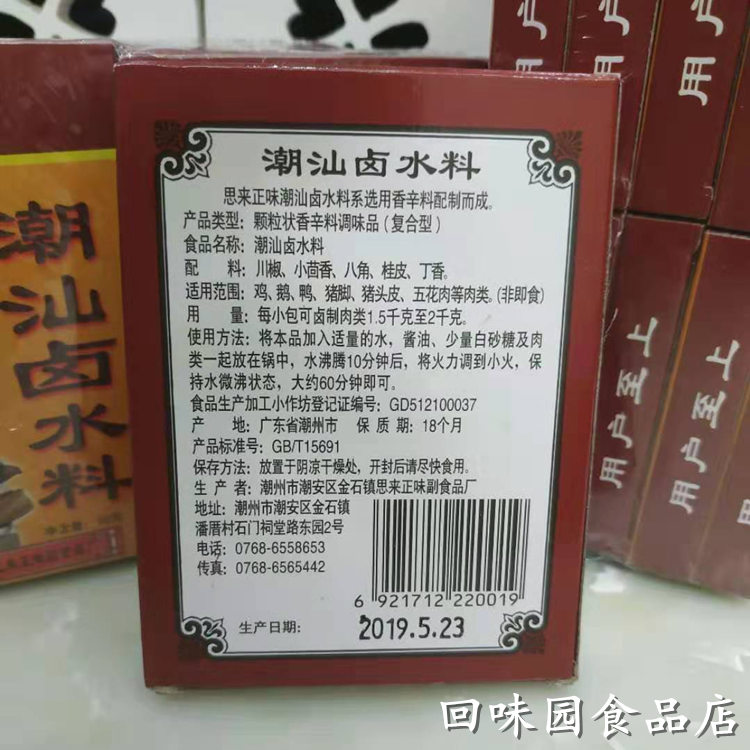 潮汕卤水料
思来正味潮汕卤水料系选用香辛料配制而成。
产品类型：颗粒状香辛料调味品（复合型）
食品名称：潮汕卤水料
配 料：川椒、小茴香、八角、桂皮、丁香。
适用范围：鸡、鹅、鸭、猪脚、猪头皮、五花肉等肉类。(非即食)
用 量：每小包可卤制肉类1.5千克至2千克。
使用方法：将本品加入适量的水，酱油、少量白砂糖及肉
类一起放在锅中，水沸腾10分钟后，将火力调到小火，保
持水微沸状态，大约60分钟即可。
食品生产加工小作坊登记证编号：GD512100037
产 地：广东省潮州市 保 质 期：18个月
产品标准号：GB/T15691
保存方法：放置于阴凉干燥处，开封后请尽快食用。
生 产 者：潮州市潮安区金石镇思来正味副食品厂
地址：潮州市潮安区金石镇
潘厝村石门祠堂路东园2号
电话：0768-6558653
传真：0768-6565442
6 921712 220019
生产日期：2019.5.23
潮汕卤水料
用户
用户
用户至上
用户至上
回味园食品店